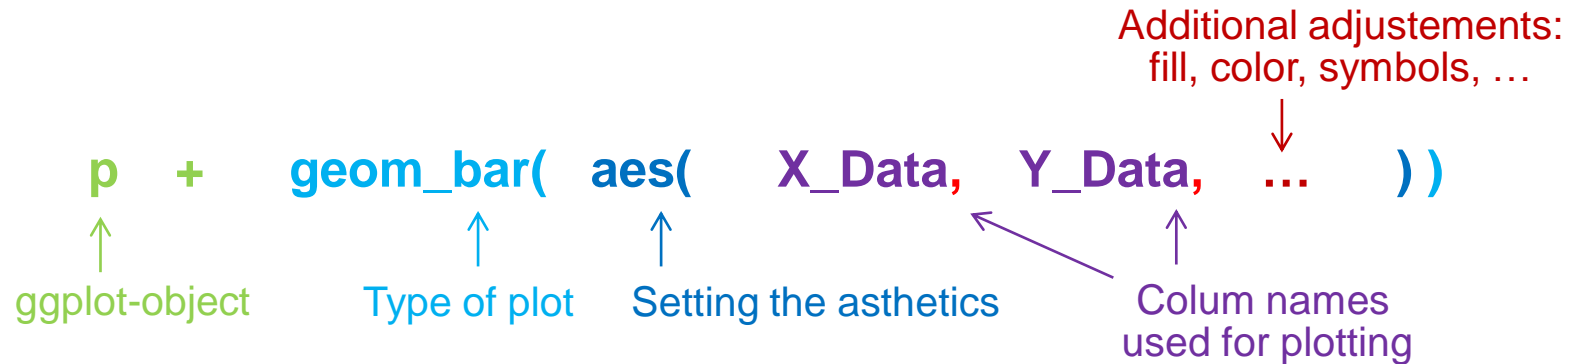 Additional adjustements:
fill, color, symbols, …
p + geom_bar( aes( X_Data, Y_Data, … ) )
ggplot-object
Type of plot
Setting the asthetics
Colum names
used for plotting